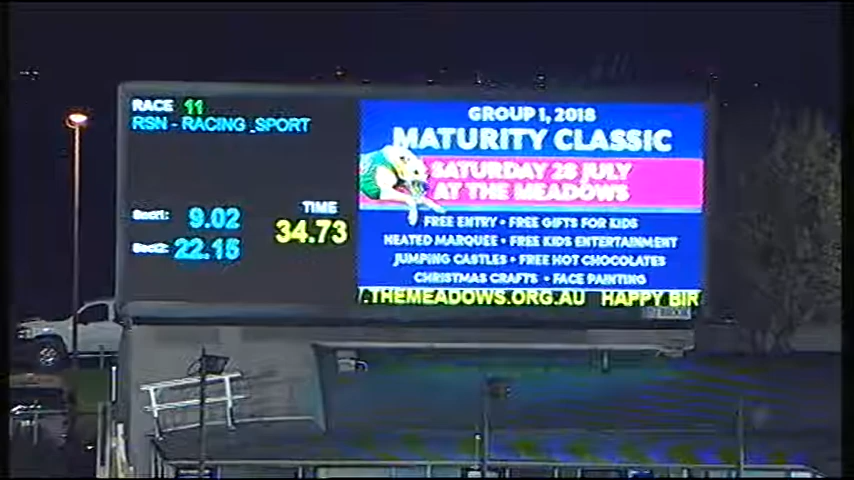 RACE 11
RSN - RACING SPORT
Sect1: 9.02
Sect2: 22.15
TIME
34.73
GROUP 1, 2018
MATURITY CLASSIC
SATURDAY 28 JULY
AT THE MEADOWS
FREE ENTRY • FREE GIFTS FOR KIDS
HEATED MARQUEE • FREE KIDS ENTERTAINMENT
JUMPING CASTLES • FREE HOT CHOCOLATES
CHRISTMAS CRAFTS • FACE PAINTING
.THEMEADOWS.ORG.AU HAPPY BIR